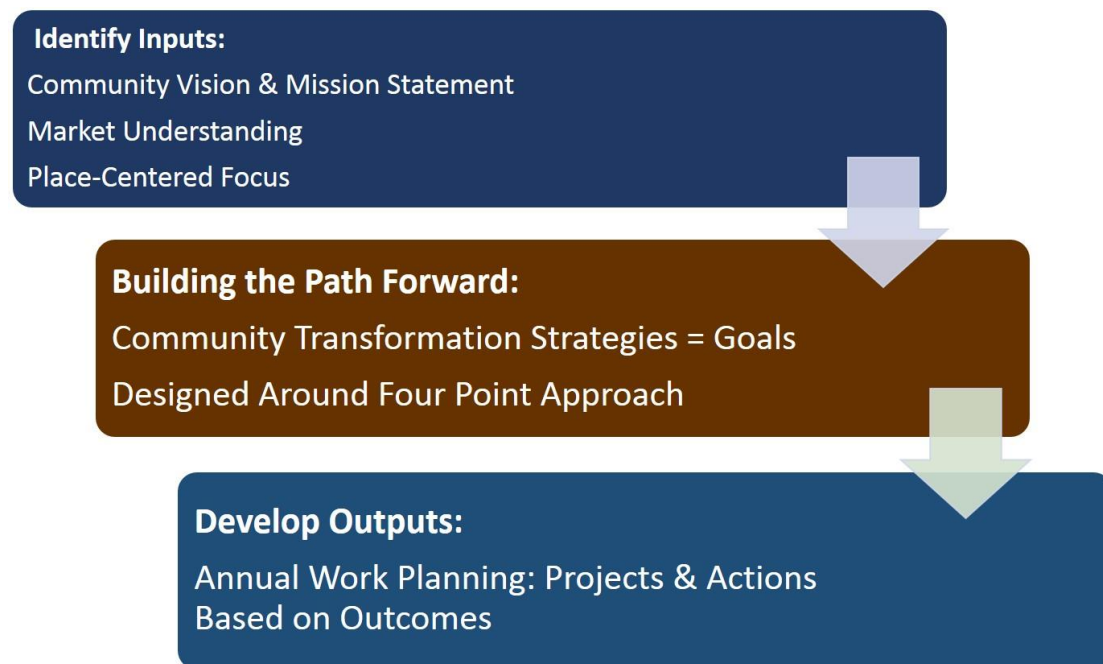 Identify Inputs:
Community Vision & Mission Statement
Market Understanding
Place-Centered Focus
Building the Path Forward:
Community Transformation Strategies = Goals
Designed Around Four Point Approach
Develop Outputs:
Annual Work Planning: Projects & Actions
Based on Outcomes